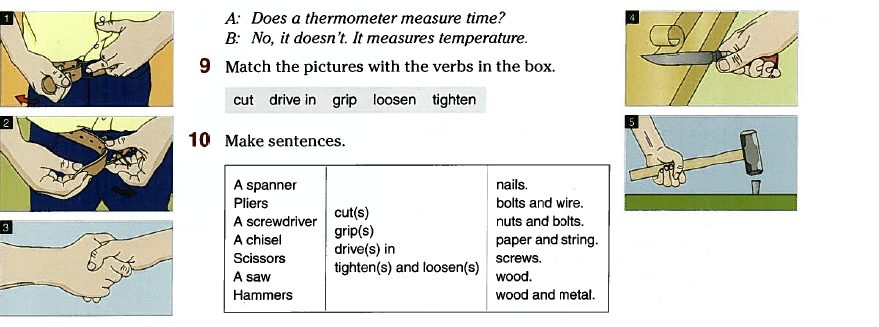 1
A: Does a thermometer measure time?
B: No, it doesn't. It measures temperature.
9 Match the pictures with the verbs in the box.
cut drive in grip loosen tighten
2
10 Make sentences.
A spanner
Pliers
A screwdriver
A chisel
Scissors
A saw
Hammers
cut(s)
grip(s)
drive(s) in
tighten(s) and loosen(s)
nails.
bolts and wire.
nuts and bolts.
paper and string.
screws.
wood.
wood and metal.
3
4
5